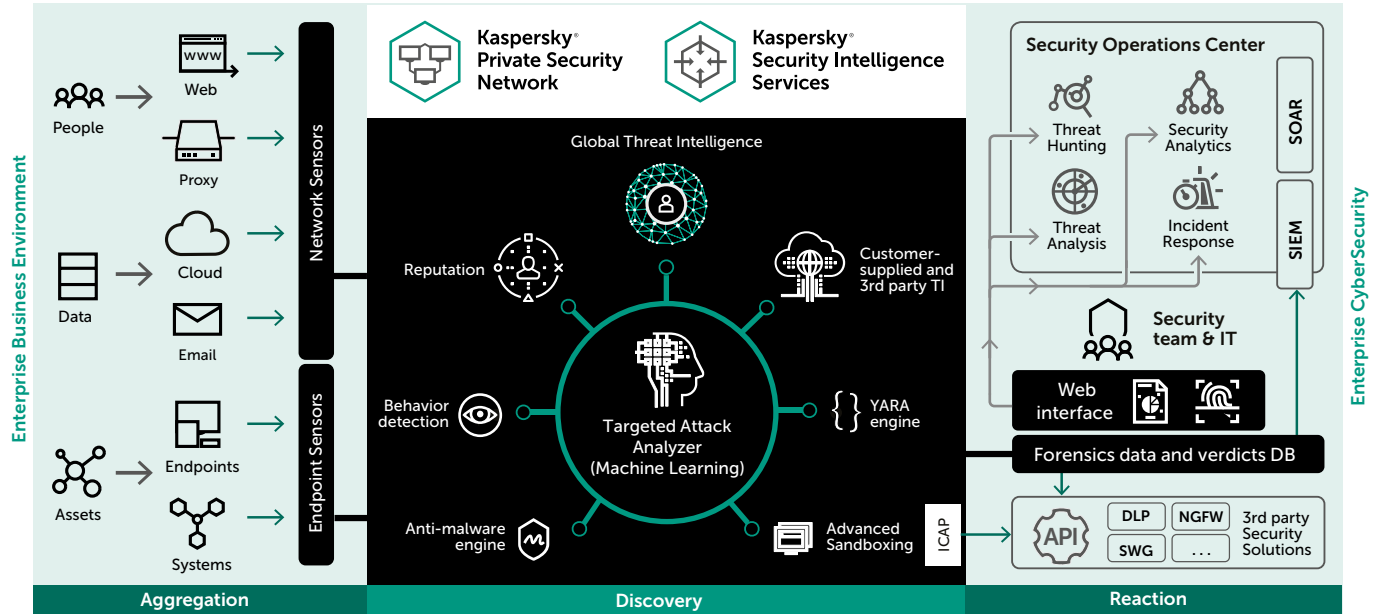 Enterprise Business Environment
People
www
Web
Proxy
Data
Cloud
Email
Assets
Endpoints
Systems
Network Sensors
Endpoint Sensors
Aggregation
Kaspersky®
Private Security
Network
Kaspersky®
Security Intelligence
Services
Global Threat Intelligence
Reputation
Customer-
supplied and
3rd party TI
Behavior
detection
Targeted Attack
Analyzer
(Machine Learning)
{ }
YARA
engine
Anti-malware
engine
Advanced
Sandboxing
ICAP
Discovery
Security Operations Center
Threat
Hunting
Security
Analytics
Threat
Analysis
Incident
Response
SOAR
SIEM
Security
team & IT
Web
interface
Forensics data and verdicts DB
API
DLP
NGFW
SWG
...
3rd party
Security
Solutions
Reaction
Enterprise CyberSecurity